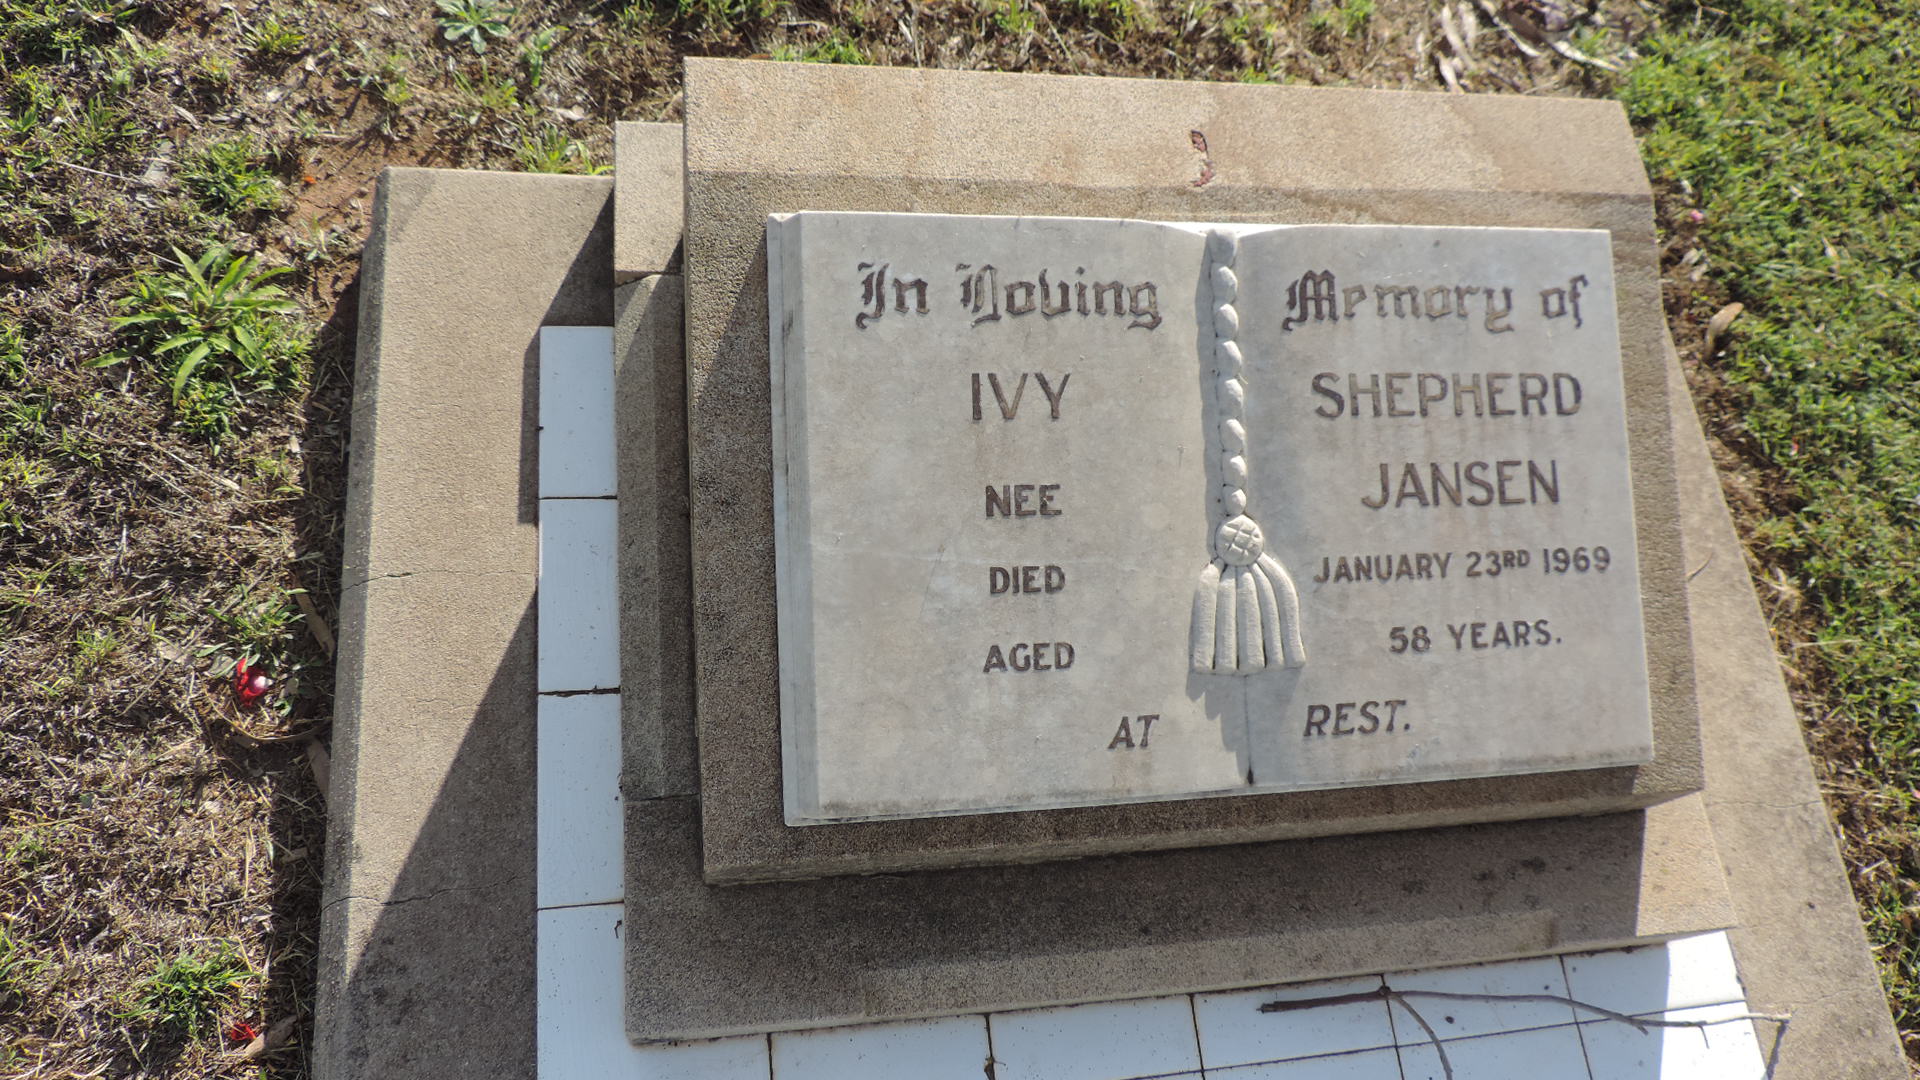 In Loving Memory of
IVY SHEPHERD
NEE JANSEN
DIED JANUARY 23RD 1969
AGED 58 YEARS.
AT REST.